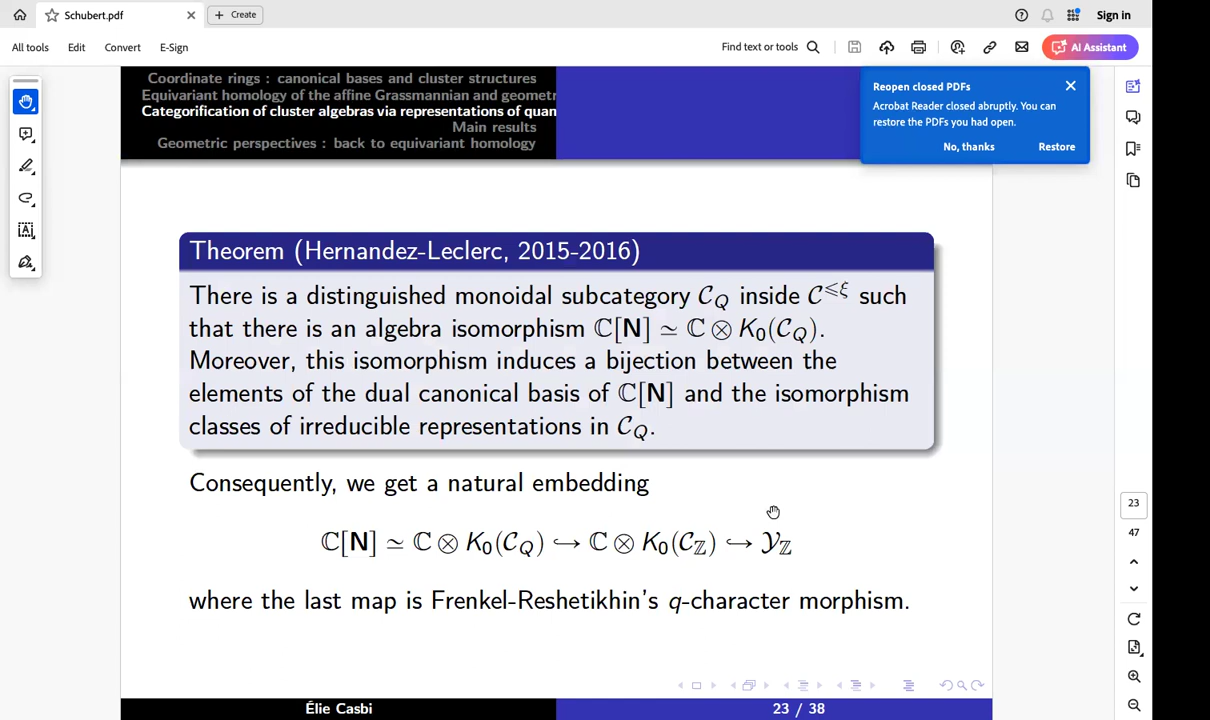 Schubert.pdf
Create
Sign in
All tools Edit Convert E-Sign
Find text or tools
AI Assistant
Coordinate rings : canonical bases and cluster structures
Equivariant homology of the affine Grassmannian and geometr
Categorification of cluster algebras via representations of quan
Main results
Geometric perspectives : back to equivariant homology
Reopen closed PDFs
Acrobat Reader closed abruptly. You can
restore the PDFs you had open.
No, thanks Restore
Theorem (Hernandez-Leclerc, 2015-2016)
There is a distinguished monoidal subcategory 𝒞_Q inside 𝒞^{⩽ξ} such
that there is an algebra isomorphism ℂ[𝐍] ≃ ℂ ⊗ K₀(𝒞_Q).
Moreover, this isomorphism induces a bijection between the
elements of the dual canonical basis of ℂ[𝐍] and the isomorphism
classes of irreducible representations in 𝒞_Q.
Consequently, we get a natural embedding
ℂ[𝐍] ≃ ℂ ⊗ K₀(𝒞_Q) ↪ ℂ ⊗ K₀(𝒞_ℤ) ↪ 𝒴_ℤ
where the last map is Frenkel-Reshetikhin's q-character morphism.
23
47
Élie Casbi
23 / 38